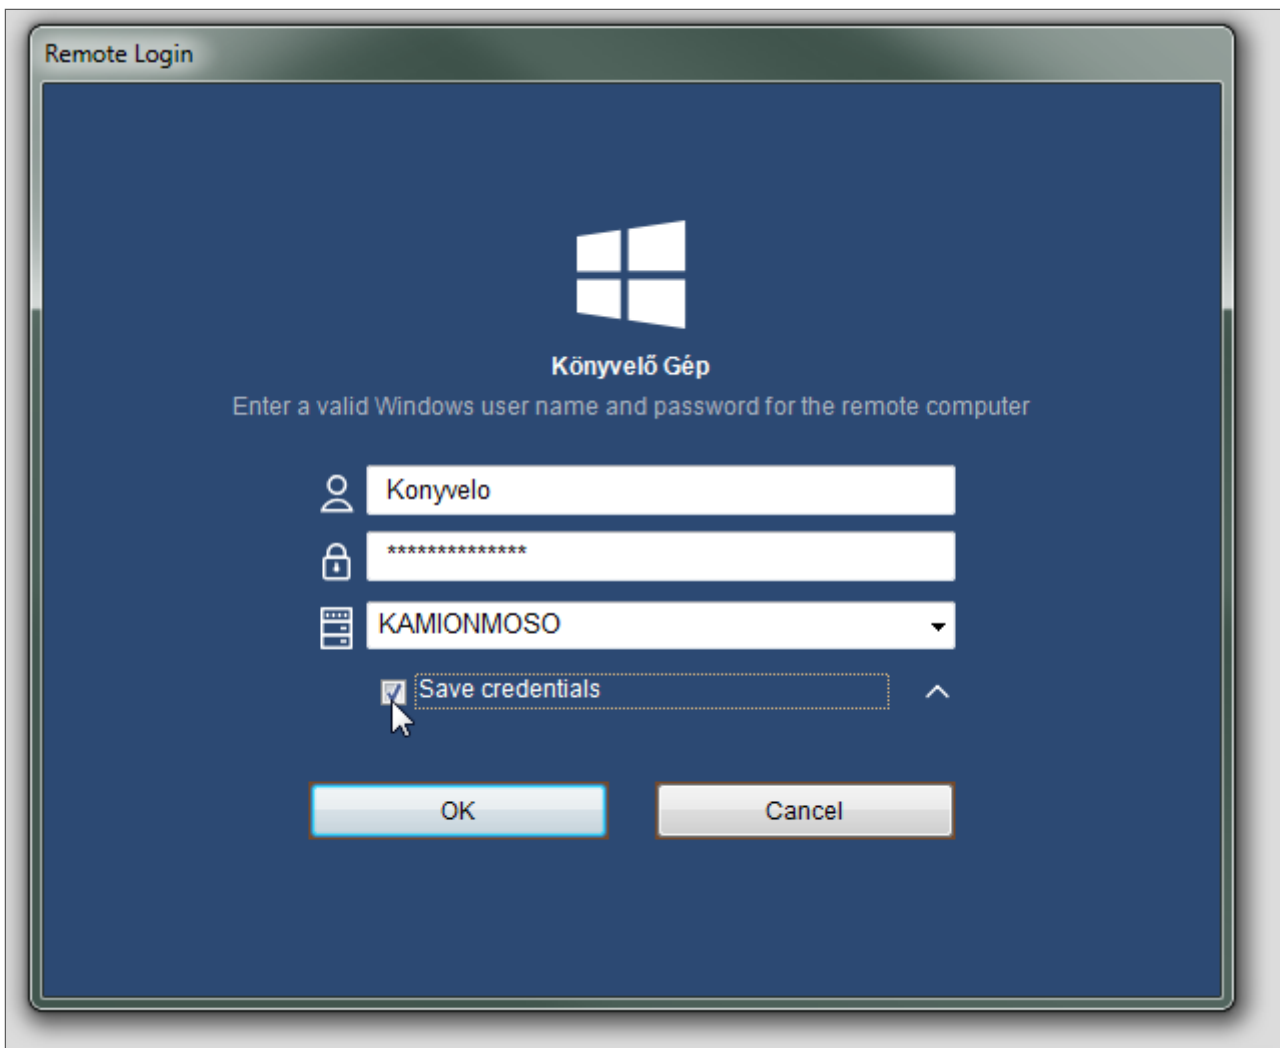 Remote Login
Könyvelő Gép
Enter a valid Windows user name and password for the remote computer
Konyvelo
**************
KAMIONMOSO
Save credentials
OK
Cancel